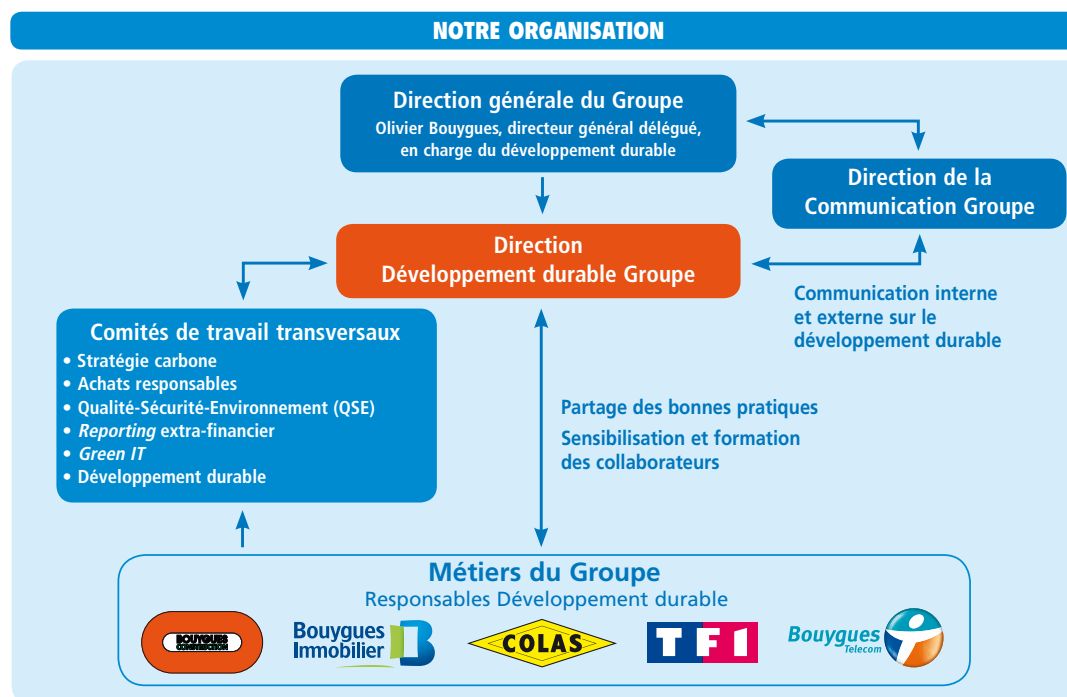 NOTRE ORGANISATION
Direction générale du Groupe
Olivier Bouygues, directeur général délégué,
en charge du développement durable
Direction de la
Communication Groupe
Direction
Développement durable Groupe
Communication interne
et externe sur le
développement durable
Comités de travail transversaux
• Stratégie carbone
• Achats responsables
• Qualité-Sécurité-Environnement (QSE)
• Reporting extra-financier
• Green IT
• Développement durable
Partage des bonnes pratiques
Sensibilisation et formation
des collaborateurs
Métiers du Groupe
Responsables Développement durable
BOUYGUES
CONSTRUCTION
Bouygues
Immobilier
COLAS
TF1
Bouygues
Telecom